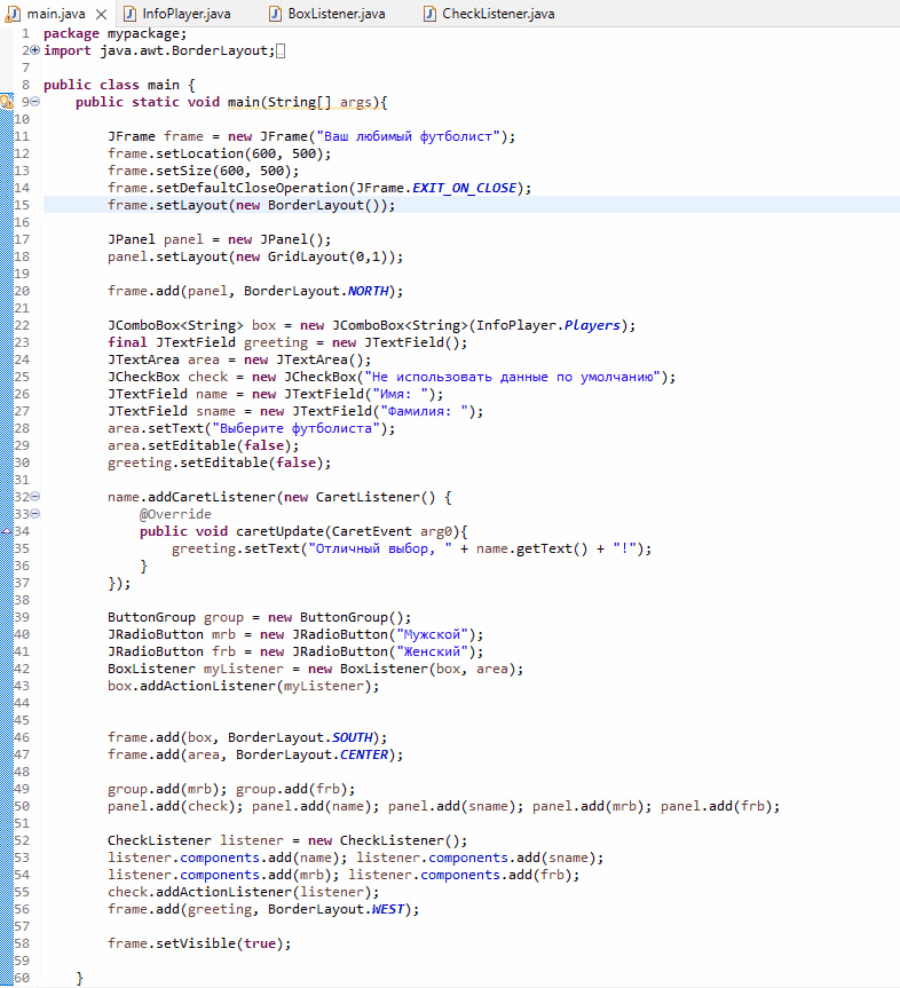 main.java InfoPlayer.java BoxListener.java CheckListener.java
1 package mypackage;
2 import java.awt.BorderLayout;
7
8 public class main {
9 public static void main(String[] args){
10
11 JFrame frame = new JFrame("Ваш любимый футболист");
12 frame.setLocation(600, 500);
13 frame.setSize(600, 500);
14 frame.setDefaultCloseOperation(JFrame.EXIT_ON_CLOSE);
15 frame.setLayout(new BorderLayout());
16
17 JPanel panel = new JPanel();
18 panel.setLayout(new GridLayout(0,1));
19
20 frame.add(panel, BorderLayout.NORTH);
21
22 JComboBox<String> box = new JComboBox<String>(InfoPlayer.Players);
23 final JTextField greeting = new JTextField();
24 JTextArea area = new JTextArea();
25 JCheckBox check = new JCheckBox("Не использовать данные по умолчанию");
26 JTextField name = new JTextField("Имя: ");
27 JTextField sname = new JTextField("Фамилия: ");
28 area.setText("Выберите футболиста");
29 area.setEditable(false);
30 greeting.setEditable(false);
31
32 name.addCaretListener(new CaretListener() {
33 @Override
34 public void caretUpdate(CaretEvent arg0){
35 greeting.setText("Отличный выбор, " + name.getText() + "!");
36 }
37 });
38
39 ButtonGroup group = new ButtonGroup();
40 JRadioButton mrb = new JRadioButton("Мужской");
41 JRadioButton frb = new JRadioButton("Женский");
42 BoxListener myListener = new BoxListener(box, area);
43 box.addActionListener(myListener);
44
45
46 frame.add(box, BorderLayout.SOUTH);
47 frame.add(area, BorderLayout.CENTER);
48
49 group.add(mrb); group.add(frb);
50 panel.add(check); panel.add(name); panel.add(sname); panel.add(mrb); panel.add(frb);
51
52 CheckListener listener = new CheckListener();
53 listener.components.add(name); listener.components.add(sname);
54 listener.components.add(mrb); listener.components.add(frb);
55 check.addActionListener(listener);
56 frame.add(greeting, BorderLayout.WEST);
57
58 frame.setVisible(true);
59
60 }